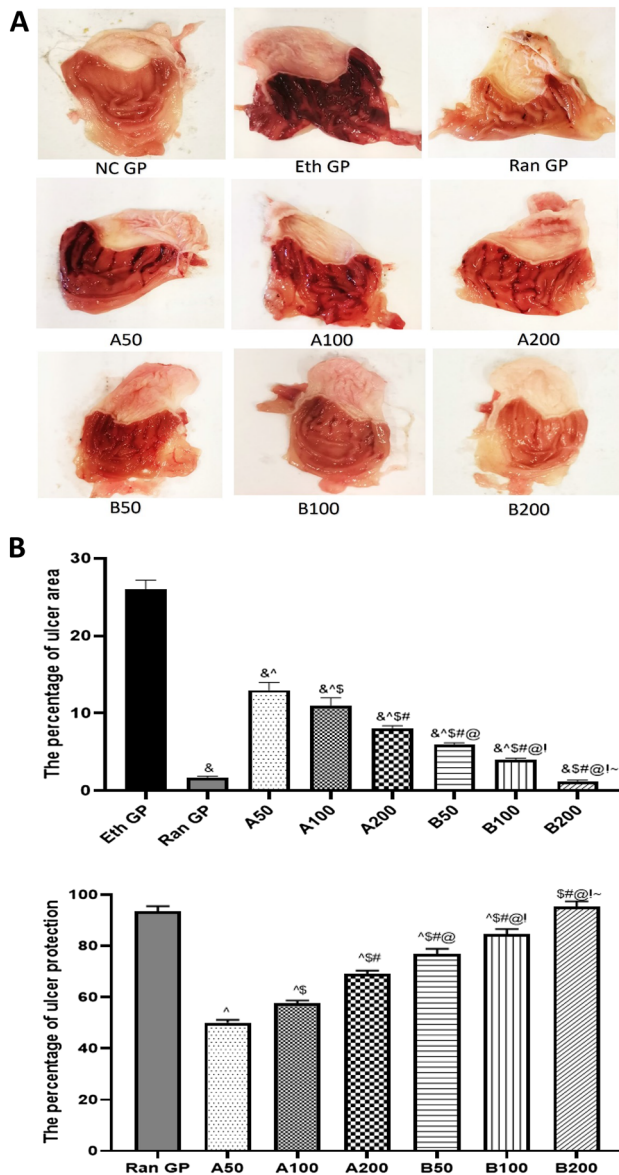 A
NC GP
Eth GP
Ran GP
A50
A100
A200
B50
B100
B200
B
The percentage of ulcer area
30
20
10
0
&
&^
&^$
&^$#
&^$#@
&^$#@!
&$#@!~
Eth GP
Ran GP
A50
A100
A200
B50
B100
B200
The percentage of ulcer protection
100
80
60
40
20
0
^
^$
^$#
^$#@
^$#@!
$#@!~
Ran GP
A50
A100
A200
B50
B100
B200